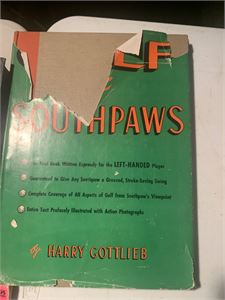 LF
SOUTHPAWS
First Book Written Expressly for the LEFT-HANDED Player
Guaranteed to Give Any Southpaw a Grooved, Stroke-Saving Swing
Complete Coverage of All Aspects of Golf from Southpaw's Viewpoint
Entire Text Profusely Illustrated with Action Photographs
By HARRY GOTTLIEB